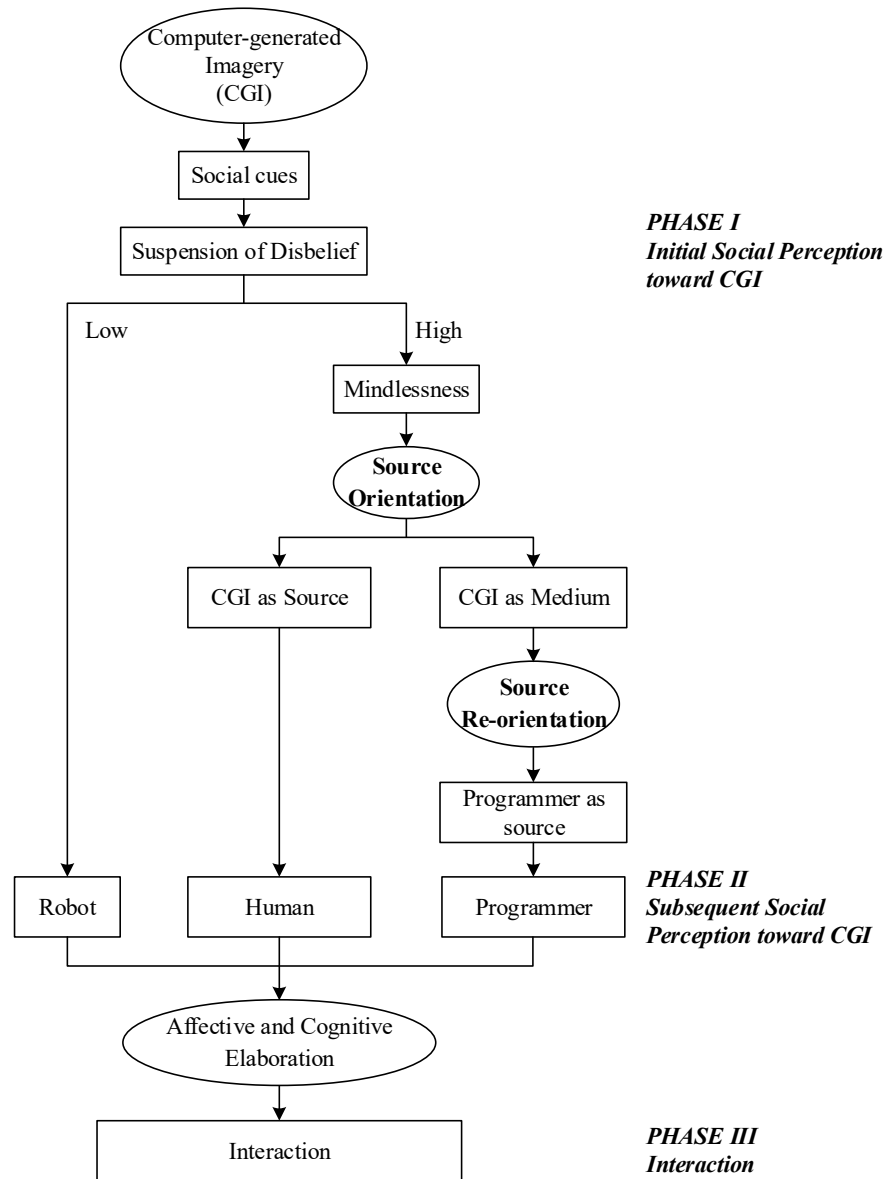 Computer-generated
Imagery
(CGI)
Social cues
Suspension of Disbelief
PHASE I
Initial Social Perception
toward CGI
Low
High
Mindlessness
Source
Orientation
CGI as Source
CGI as Medium
Source
Re-orientation
Programmer as
source
Robot
Human
Programmer
PHASE II
Subsequent Social
Perception toward CGI
Affective and Cognitive
Elaboration
Interaction
PHASE III
Interaction